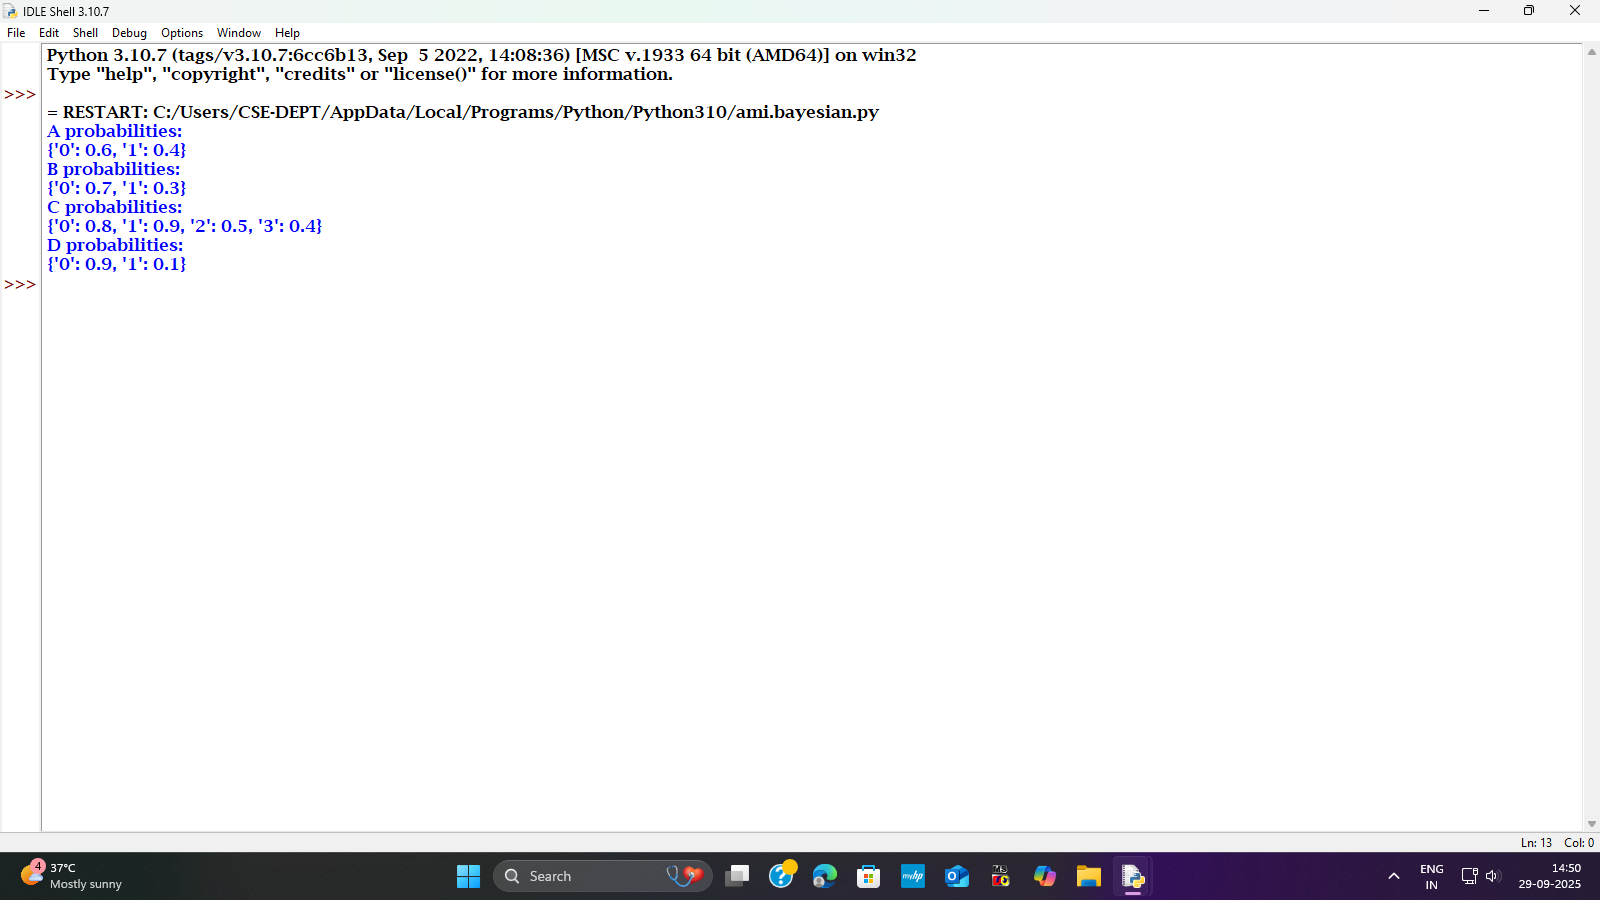 IDLE Shell 3.10.7
File Edit Shell Debug Options Window Help
Python 3.10.7 (tags/v3.10.7:6cc6b13, Sep  5 2022, 14:08:36) [MSC v.1933 64 bit (AMD64)] on win32
Type "help", "copyright", "credits" or "license()" for more information.
>>>
= RESTART: C:/Users/CSE-DEPT/AppData/Local/Programs/Python/Python310/ami.bayesian.py
A probabilities:
{'0': 0.6, '1': 0.4}
B probabilities:
{'0': 0.7, '1': 0.3}
C probabilities:
{'0': 0.8, '1': 0.9, '2': 0.5, '3': 0.4}
D probabilities:
{'0': 0.9, '1': 0.1}
>>>
Ln: 13 Col: 0
4
37°C
Mostly sunny
Search
myhp
ENG
IN
14:50
29-09-2025